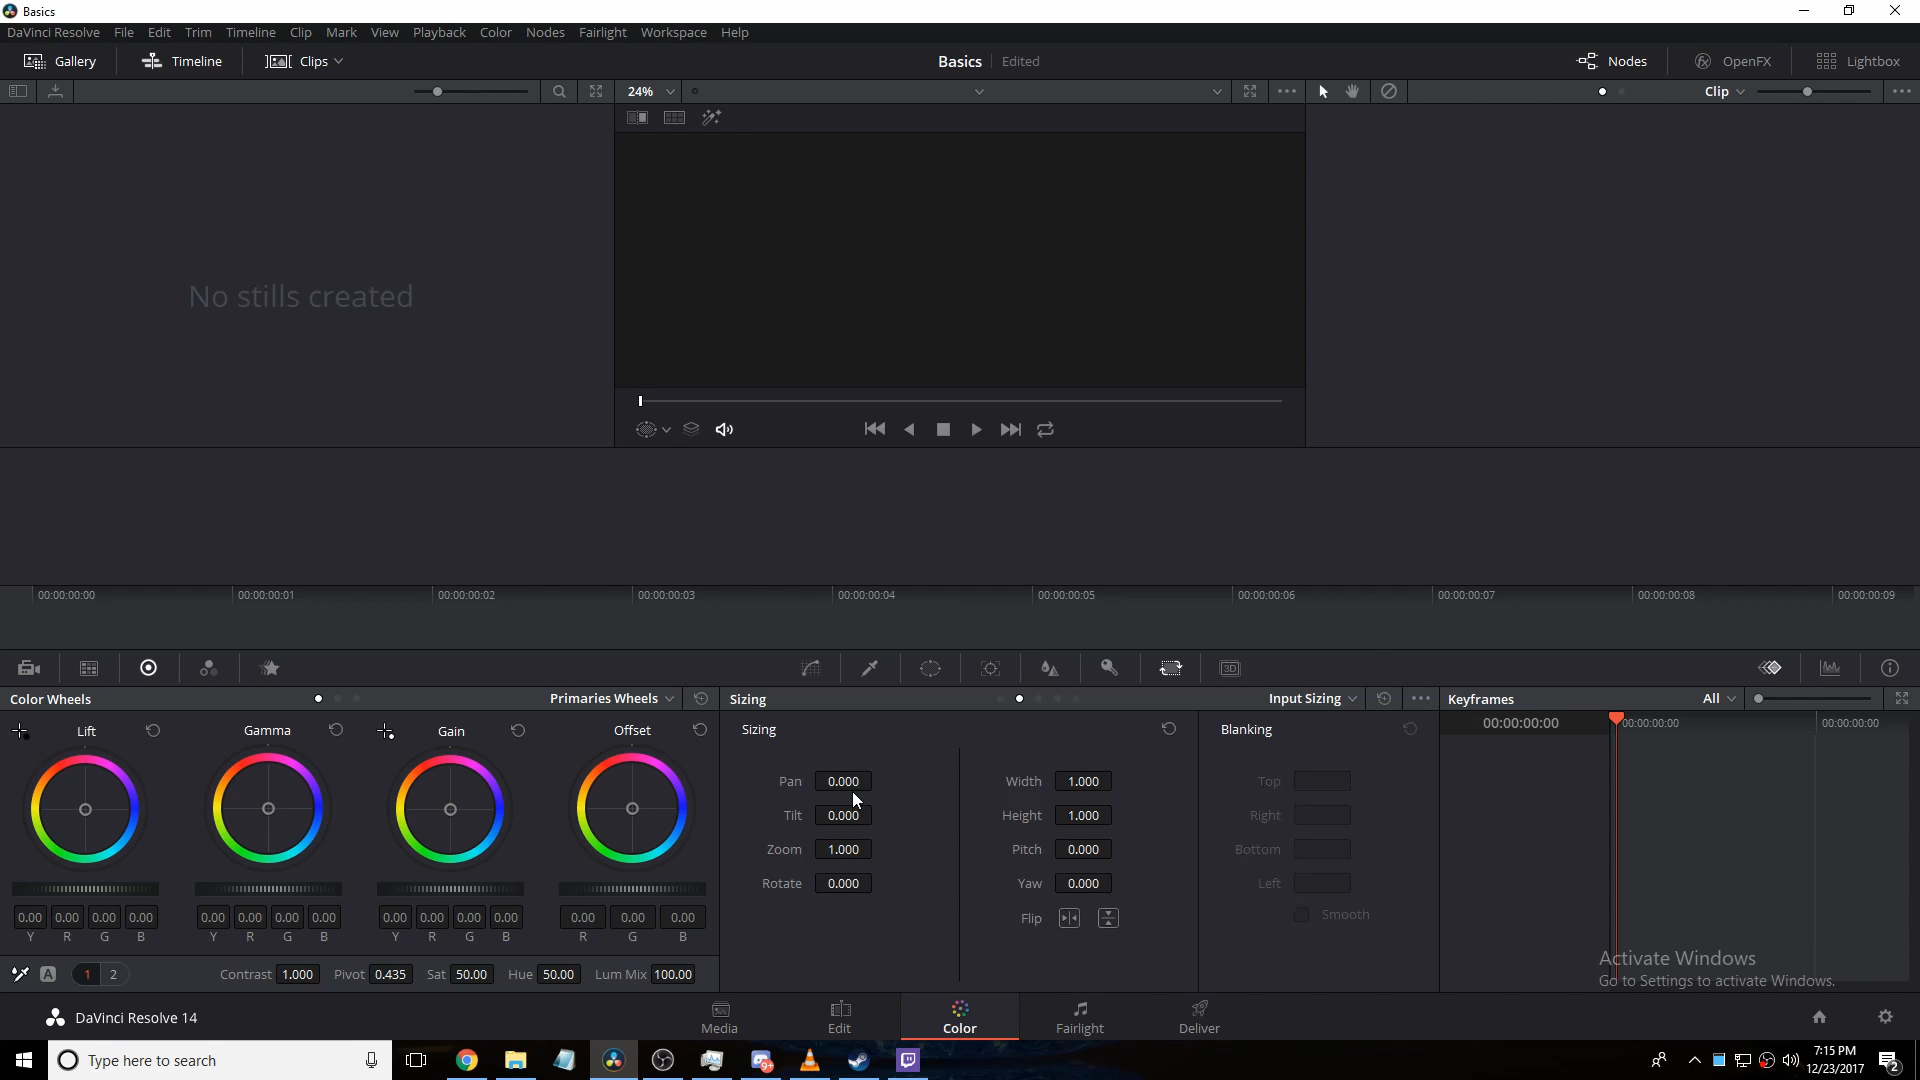 Basics
DaVinci Resolve File Edit Trim Timeline Clip Mark View Playback Color Nodes Fairlight Workspace Help
Gallery Timeline Clips Basics Edited Nodes OpenFX Lightbox
24% Clip
No stills created
00:00:00:00 00:00:00:01 00:00:00:02 00:00:00:03 00:00:00:04 00:00:00:05 00:00:00:06 00:00:00:07 00:00:00:08 00:00:00:09
3D
Color Wheels Primaries Wheels Sizing Input Sizing Keyframes All
Lift Gamma Gain Offset Sizing Blanking 00:00:00:00 00:00:00:00 00:00:00:00
Pan 0.000 Width 1.000 Top
Tilt 0.000 Height 1.000 Right
Zoom 1.000 Pitch 0.000 Bottom
Rotate 0.000 Yaw 0.000 Left
0.00 0.00 0.00 0.00 0.00 0.00 0.00 0.00 0.00 0.00 0.00 0.00 0.00 0.00 0.00 Flip Smooth
Y R G B Y R G B Y R G B R G B
Activate Windows
A 1 2 Contrast 1.000 Pivot 0.435 Sat 50.00 Hue 50.00 Lum Mix 100.00 Go to Settings to activate Windows.
DaVinci Resolve 14 Media Edit Color Fairlight Deliver
Type here to search 9+ 7:15 PM
12/23/2017 2